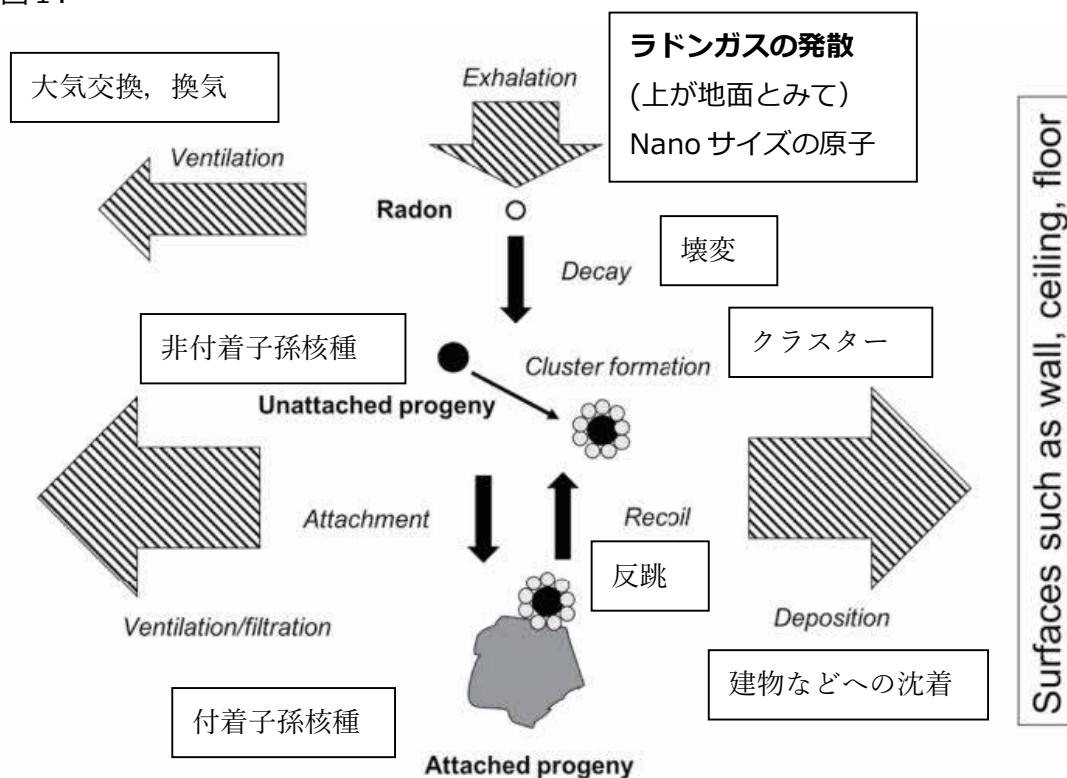 ラドンガスの発散
(上が地面とみて）
Nano サイズの原子
大気交換，換気
Exhalation
Ventilation
Radon
壊変
Decay
非付着子孫核種
クラスター
Cluster formation
Unattached progeny
Attachment
Recoil
反跳
Ventilation/filtration
Deposition
建物などへの沈着
付着子孫核種
Attached progeny
Surfaces such as wall, ceiling, floor